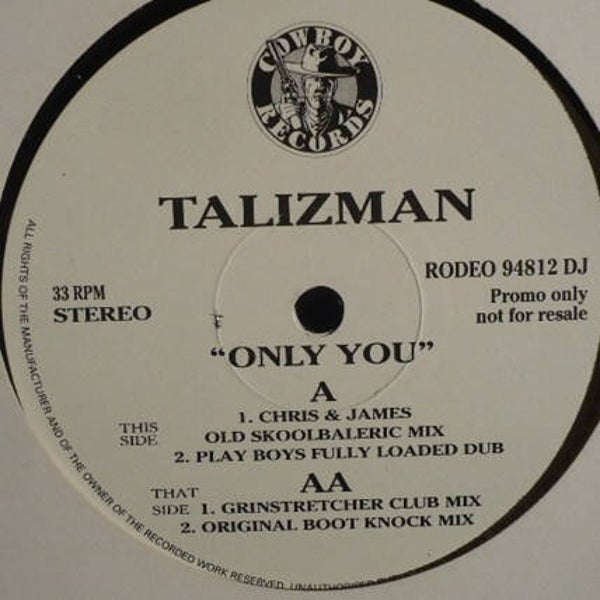 COWBOY
RECORDS
TALIZMAN
RODEO 94812 DJ
33 RPM
STEREO
Promo only
not for resale
“ONLY YOU”
A
THIS
SIDE
1. CHRIS & JAMES
OLD SKOOLBALERIC MIX
2. PLAY BOYS FULLY LOADED DUB
AA
THAT
SIDE
1. GRINSTRETCHER CLUB MIX
2. ORIGINAL BOOT KNOCK MIX
ALL RIGHTS OF THE MANUFACTURER AND OF THE OWNER OF THE RECORDED WORK RESERVED. UNAUTHORISED